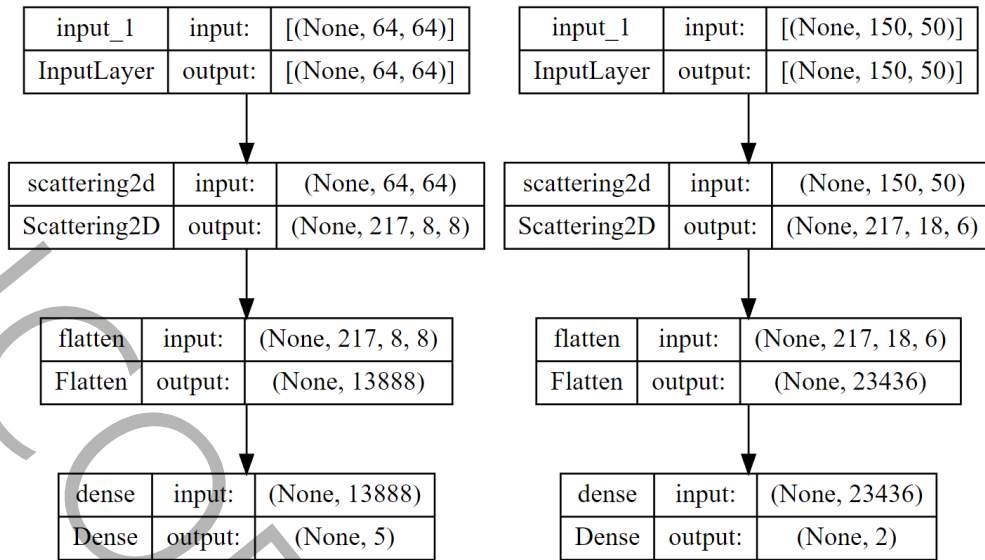 input_1 input: [(None, 64, 64)]
InputLayer output: [(None, 64, 64)]
scattering2d input: (None, 64, 64)
Scattering2D output: (None, 217, 8, 8)
flatten input: (None, 217, 8, 8)
Flatten output: (None, 13888)
dense input: (None, 13888)
Dense output: (None, 5)
input_1 input: [(None, 150, 50)]
InputLayer output: [(None, 150, 50)]
scattering2d input: (None, 150, 50)
Scattering2D output: (None, 217, 18, 6)
flatten input: (None, 217, 18, 6)
Flatten output: (None, 23436)
dense input: (None, 23436)
Dense output: (None, 2)